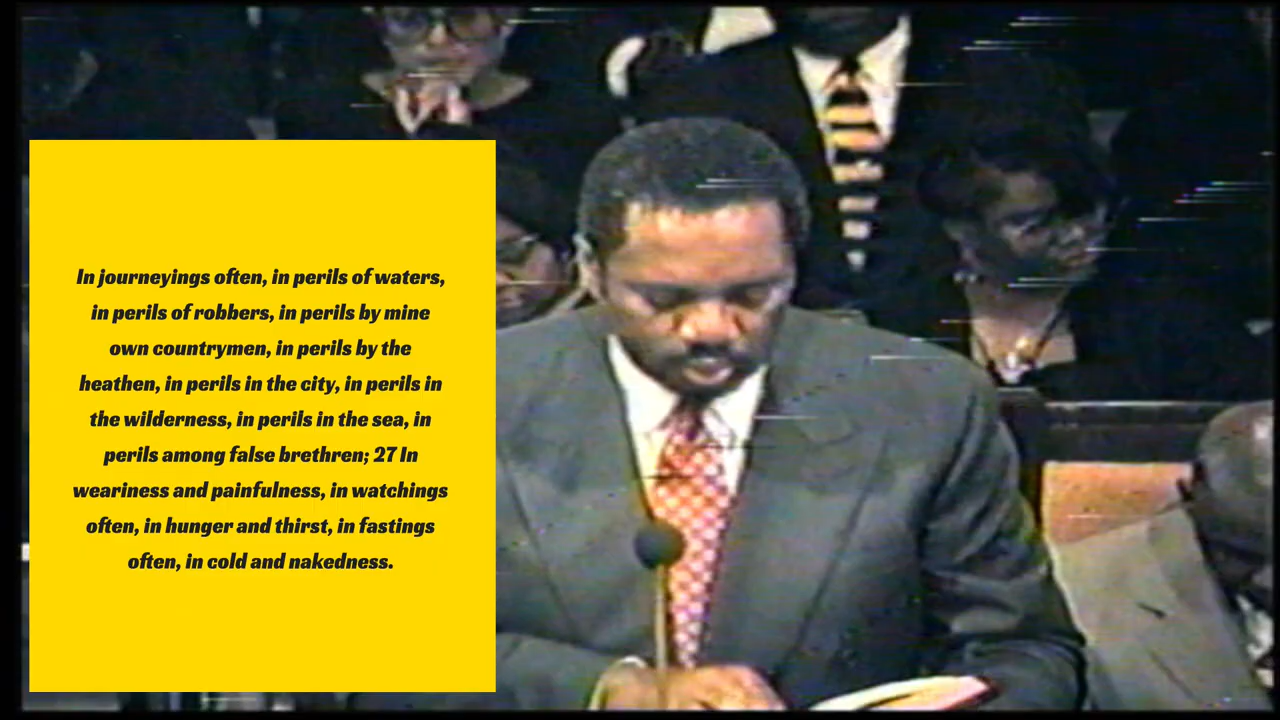 In journeyings often, in perils of waters,
in perils of robbers, in perils by mine
own countrymen, in perils by the
heathen, in perils in the city, in perils in
the wilderness, in perils in the sea, in
perils among false brethren; 27 In
weariness and painfulness, in watchings
often, in hunger and thirst, in fastings
often, in cold and nakedness.